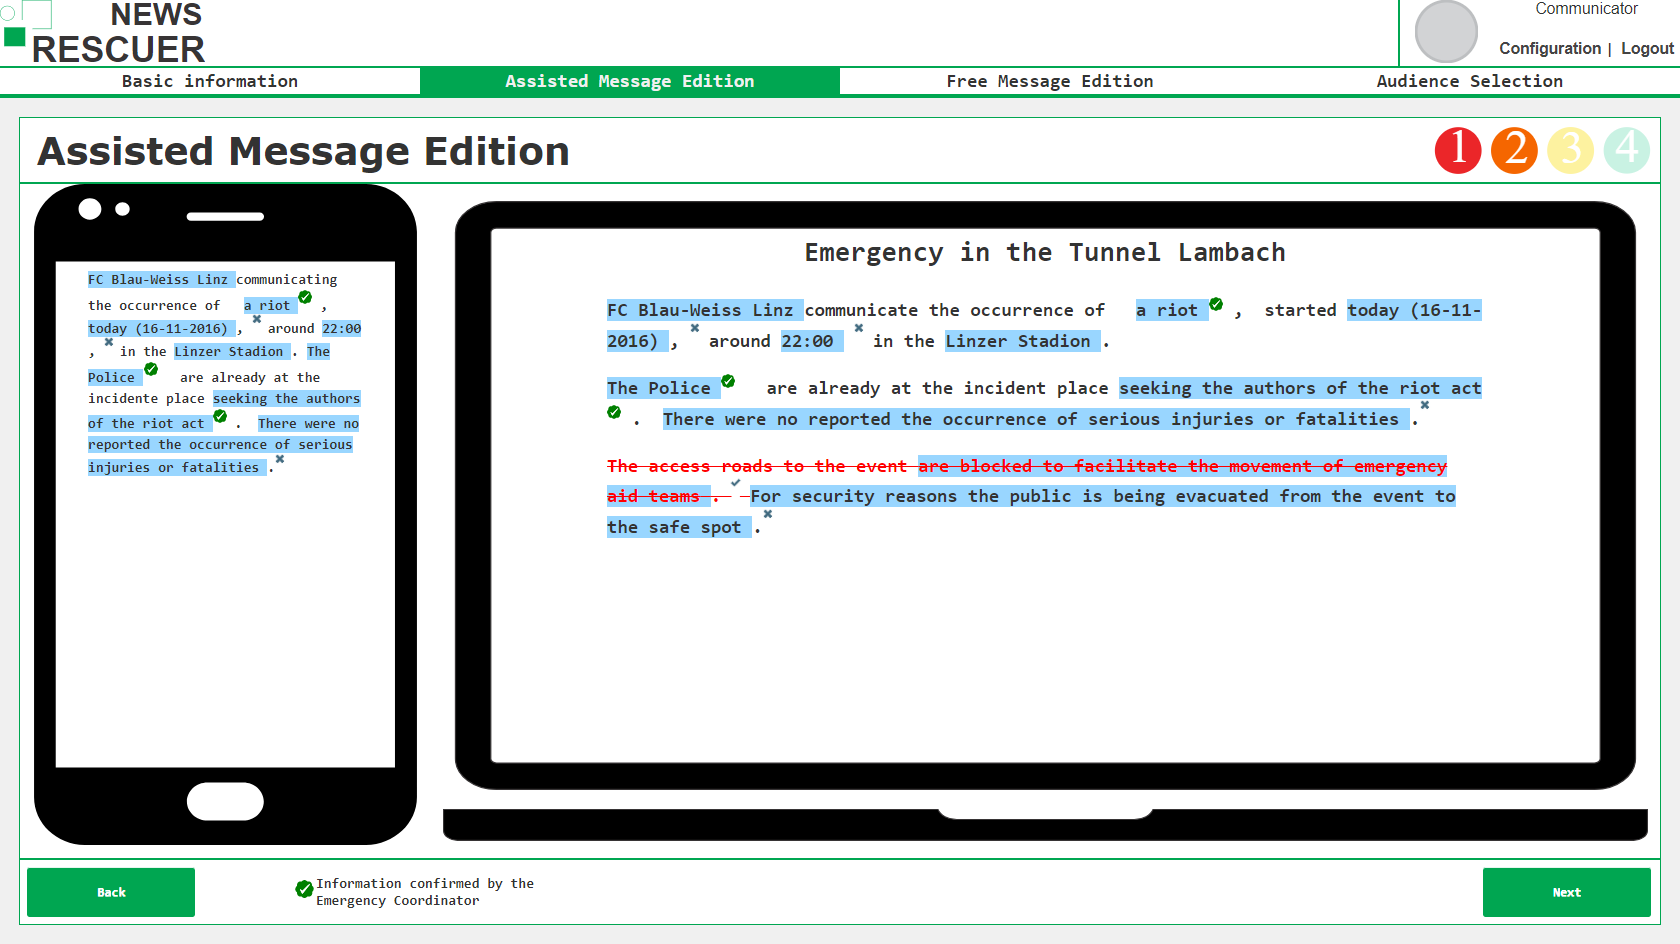 NEWS
RESCUER
Communicator
Configuration | Logout
Basic information
Assisted Message Edition
Free Message Edition
Audience Selection
Assisted Message Edition
1 2 3 4
FC Blau-Weiss Linz communicating
the occurrence of a riot ,
today (16-11-2016) , around 22:00
, in the Linzer Stadion . The
Police are already at the
incidente place seeking the authors
of the riot act . There were no
reported the occurrence of serious
injuries or fatalities .
Emergency in the Tunnel Lambach
FC Blau-Weiss Linz communicate the occurrence of a riot , started today (16-11-
2016) , around 22:00 in the Linzer Stadion .
The Police are already at the incident place seeking the authors of the riot act
. There were no reported the occurrence of serious injuries or fatalities .
The access roads to the event are blocked to facilitate the movement of emergency
aid teams . For security reasons the public is being evacuated from the event to
the safe spot .
Back
Information confirmed by the
Emergency Coordinator
Next